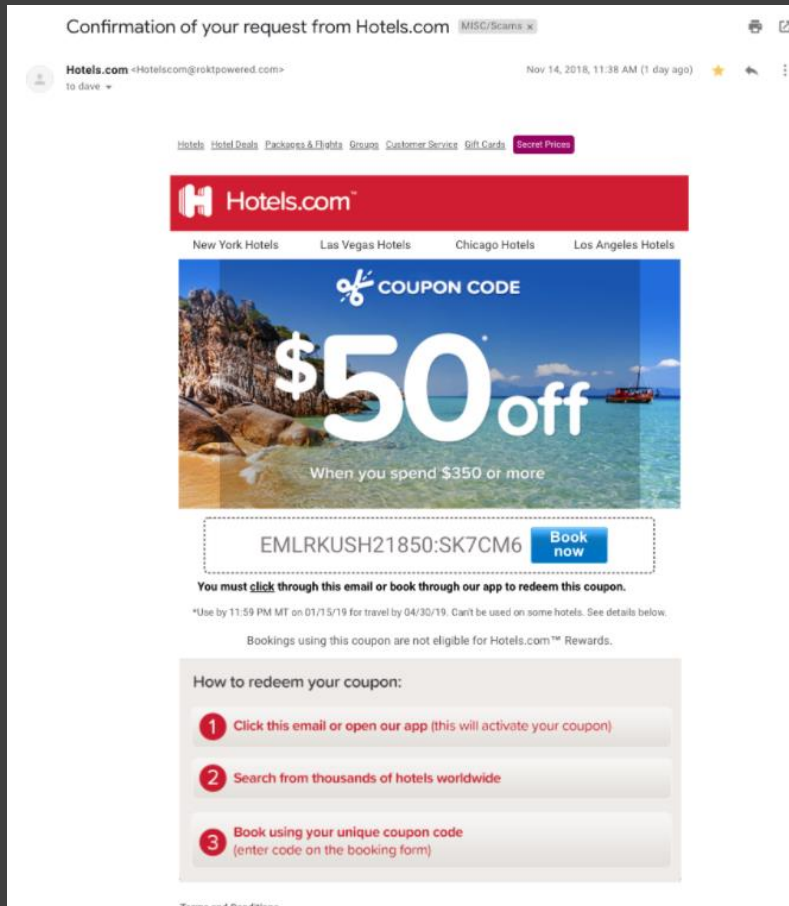 Confirmation of your request from Hotels.com MISC/Scams x
Hotels.com <Hotelscom@roktpowered.com> Nov 14, 2018, 11:38 AM (1 day ago)
to dave
Hotels Hotel Deals Packages & Flights Groups Customer Service Gift Cards Secret Prices
Hotels.com™
New York Hotels Las Vegas Hotels Chicago Hotels Los Angeles Hotels
COUPON CODE
$50* off
When you spend $350 or more
EMLRKUSH21850:SK7CM6 Book now
You must click through this email or book through our app to redeem this coupon.
*Use by 11:59 PM MT on 01/15/19 for travel by 04/30/19. Can't be used on some hotels. See details below.
Bookings using this coupon are not eligible for Hotels.com™ Rewards.
How to redeem your coupon:
1 Click this email or open our app (this will activate your coupon)
2 Search from thousands of hotels worldwide
3 Book using your unique coupon code
(enter code on the booking form)
Terms and Conditions